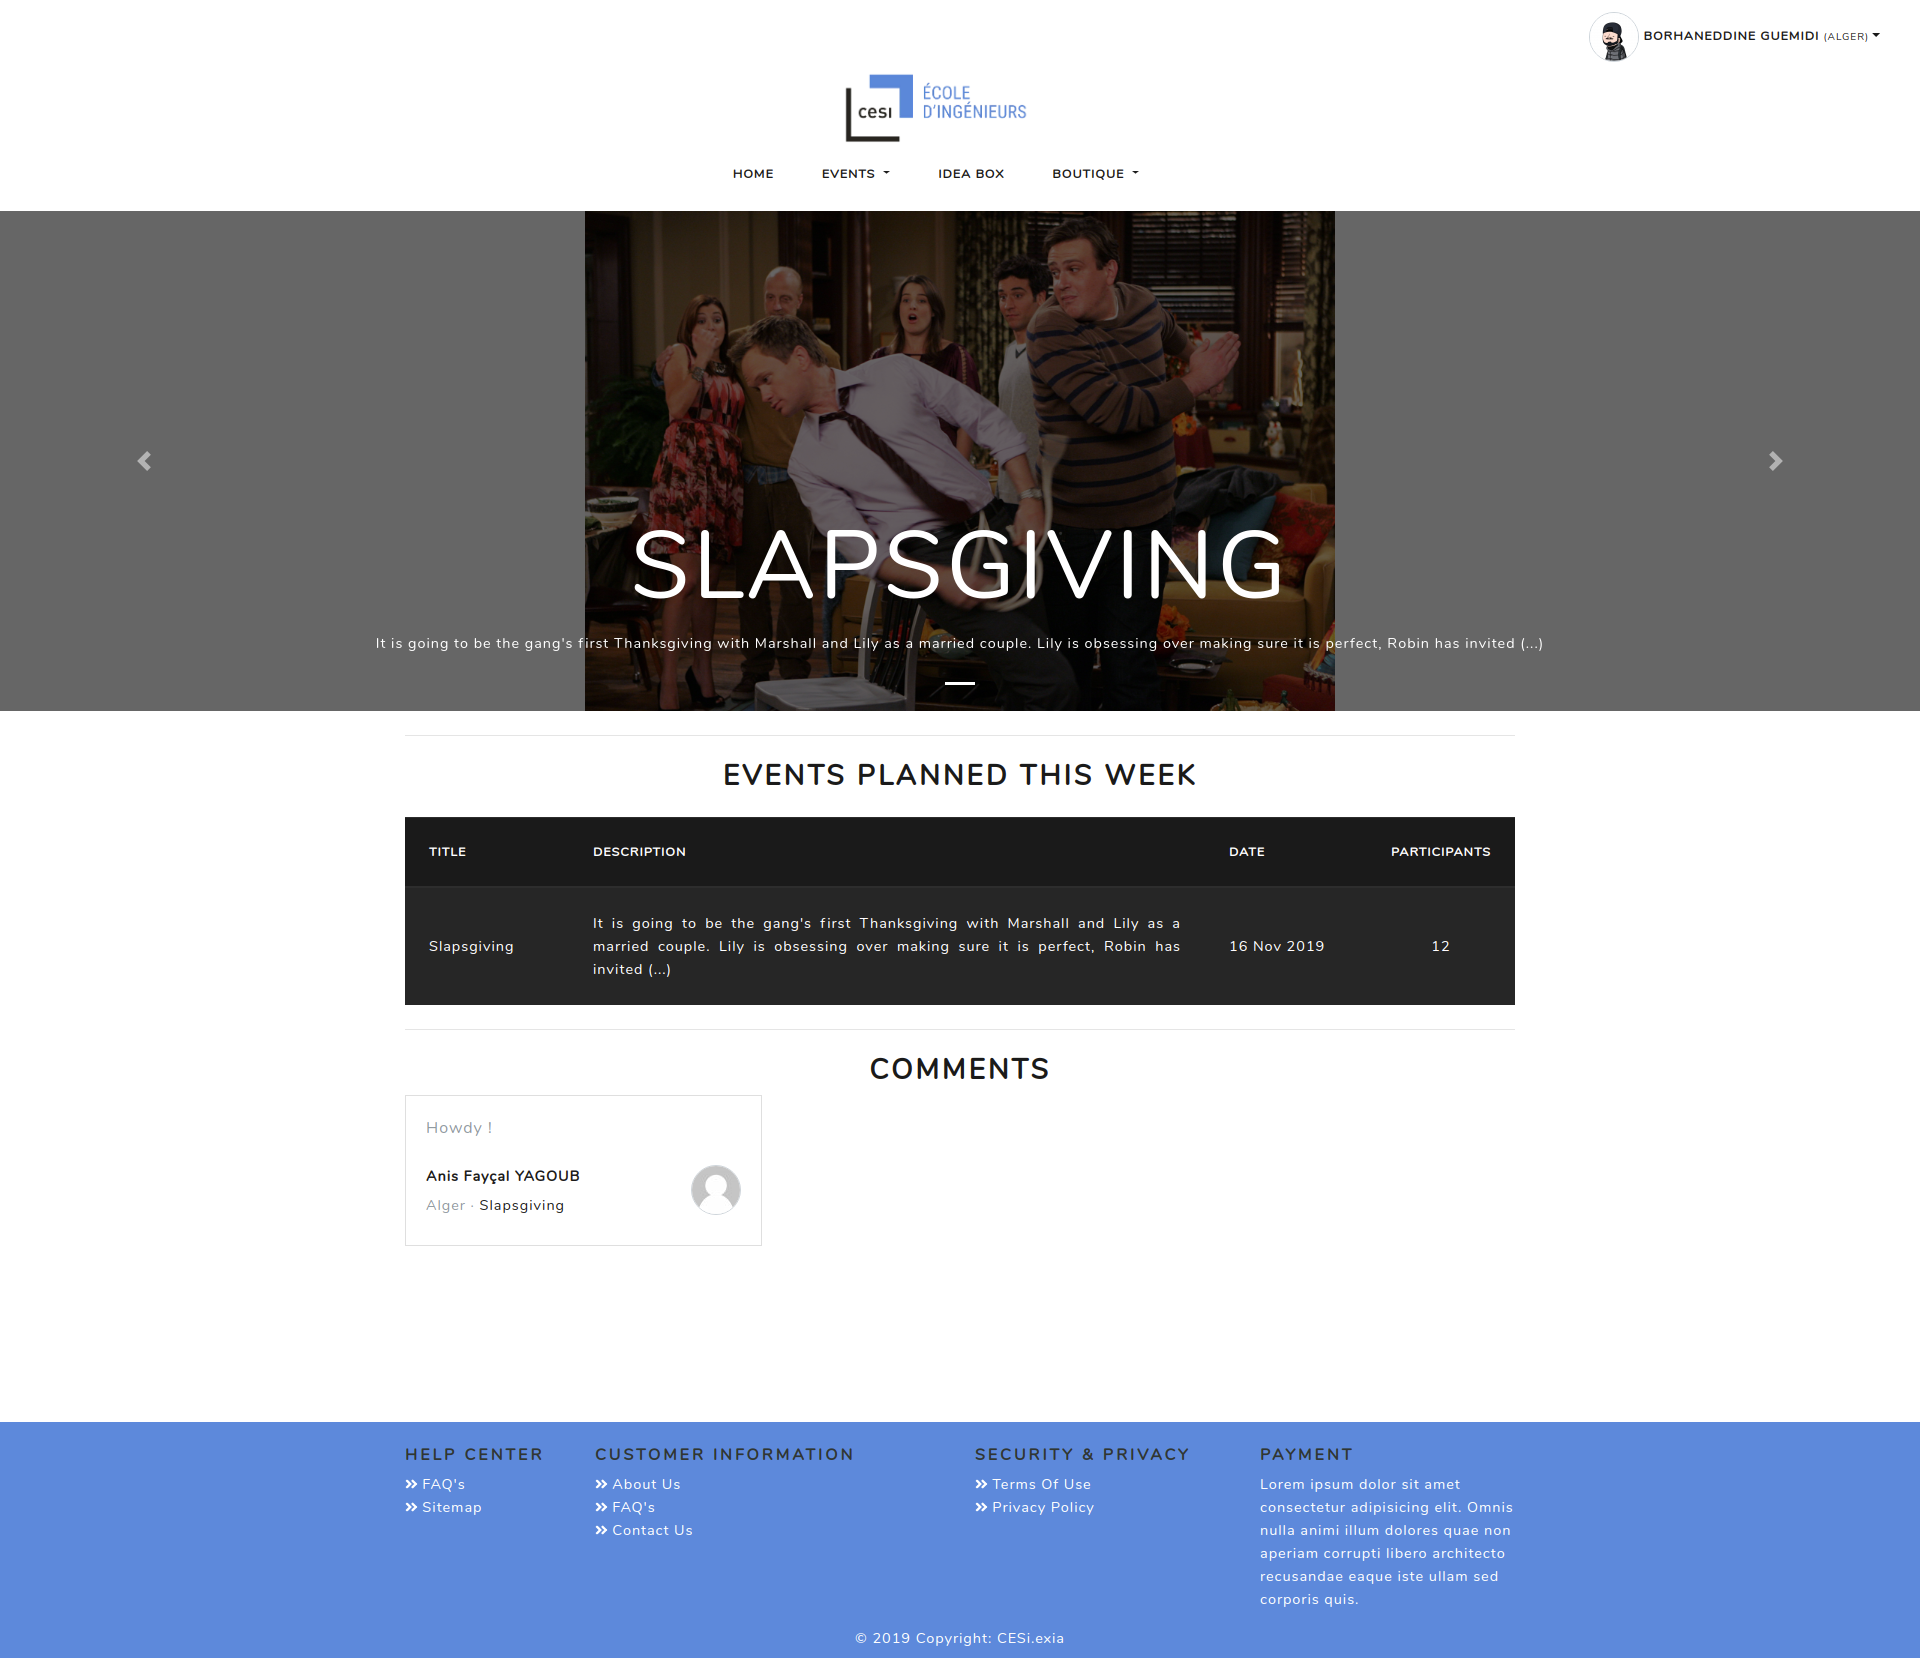 BORHANEDDINE GUEMIDI (ALGER)
cesi
ÉCOLE
D'INGÉNIEURS
HOME EVENTS IDEA BOX BOUTIQUE
SLAPSGIVING
It is going to be the gang's first Thanksgiving with Marshall and Lily as a married couple. Lily is obsessing over making sure it is perfect, Robin has invited (...)
EVENTS PLANNED THIS WEEK
TITLE DESCRIPTION DATE PARTICIPANTS
Slapsgiving
It is going to be the gang's first Thanksgiving with Marshall and Lily as a
married couple. Lily is obsessing over making sure it is perfect, Robin has
invited (...)
16 Nov 2019
12
COMMENTS
Howdy !
Anis Fayçal YAGOUB
Alger · Slapsgiving
HELP CENTER
FAQ's
Sitemap
CUSTOMER INFORMATION
About Us
FAQ's
Contact Us
SECURITY & PRIVACY
Terms Of Use
Privacy Policy
PAYMENT
Lorem ipsum dolor sit amet
consectetur adipisicing elit. Omnis
nulla animi illum dolores quae non
aperiam corrupti libero architecto
recusandae eaque iste ullam sed
corporis quis.
© 2019 Copyright: CESi.exia